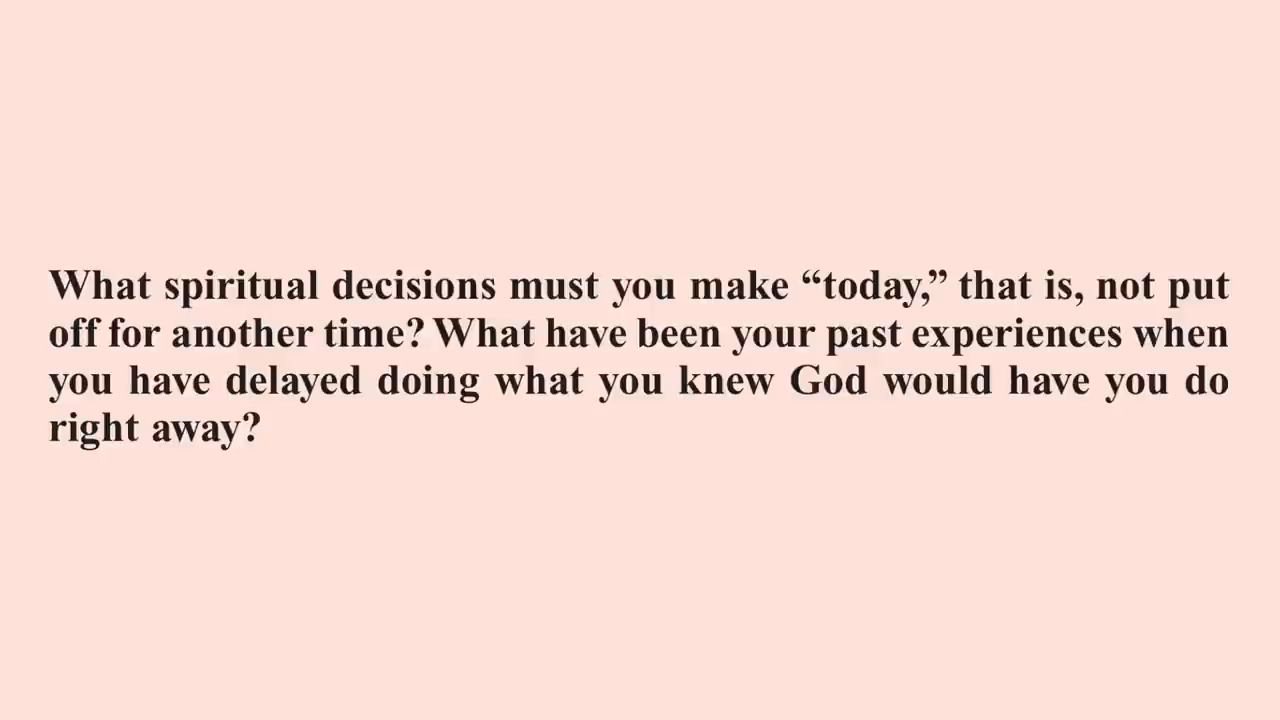 What spiritual decisions must you make “today,” that is, not put
off for another time? What have been your past experiences when
you have delayed doing what you knew God would have you do
right away?